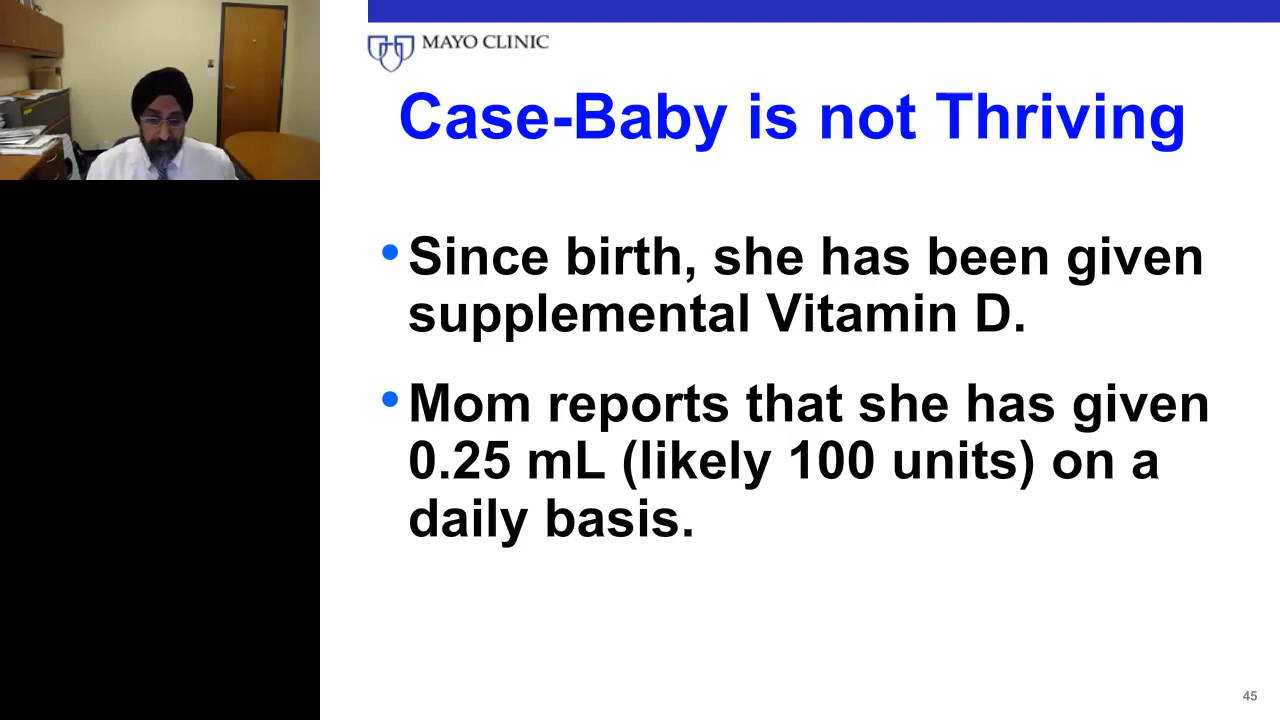 MAYO CLINIC
Case-Baby is not Thriving
• Since birth, she has been given
supplemental Vitamin D.
• Mom reports that she has given
0.25 mL (likely 100 units) on a
daily basis.
45